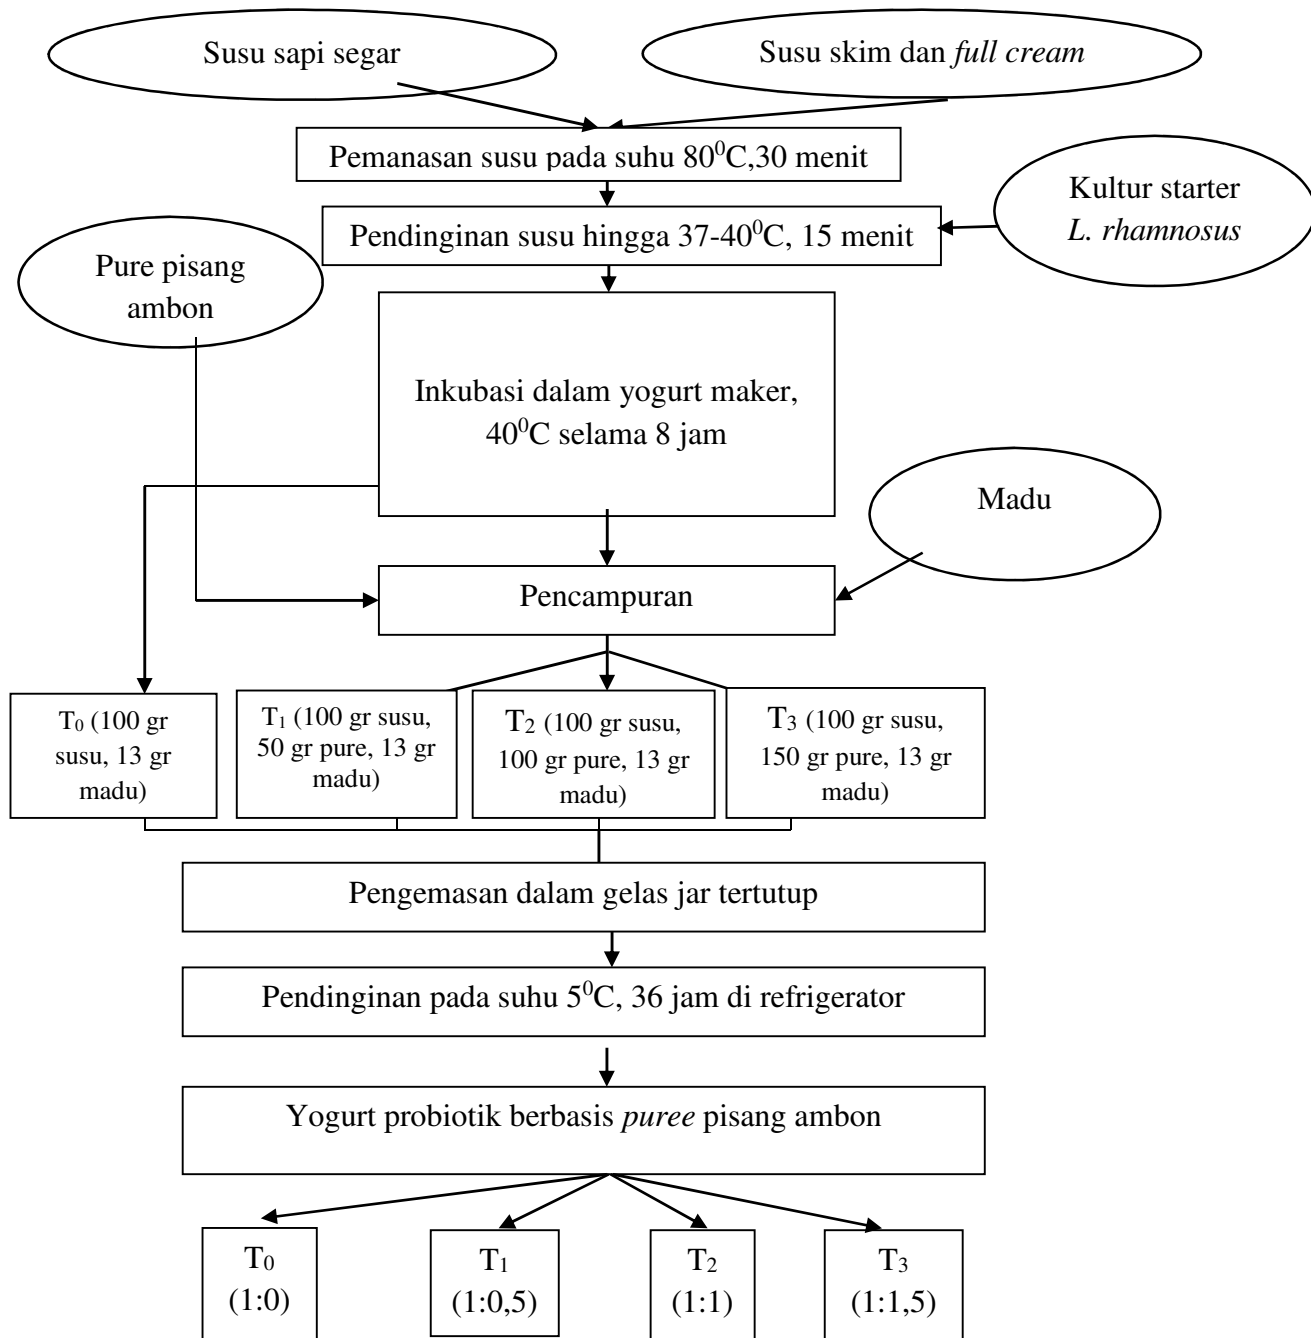 Susu sapi segar
Susu skim dan full cream
Pemanasan susu pada suhu 80⁰C,30 menit
Kultur starter
L. rhamnosus
Pendinginan susu hingga 37-40⁰C, 15 menit
Pure pisang
ambon
Inkubasi dalam yogurt maker,
40⁰C selama 8 jam
Madu
Pencampuran
T₀ (100 gr
susu, 13 gr
madu)
T₁ (100 gr susu,
50 gr pure, 13 gr
madu)
T₂ (100 gr susu,
100 gr pure, 13 gr
madu)
T₃ (100 gr susu,
150 gr pure, 13 gr
madu)
Pengemasan dalam gelas jar tertutup
Pendinginan pada suhu 5⁰C, 36 jam di refrigerator
Yogurt probiotik berbasis puree pisang ambon
T₀
(1:0)
T₁
(1:0,5)
T₂
(1:1)
T₃
(1:1,5)